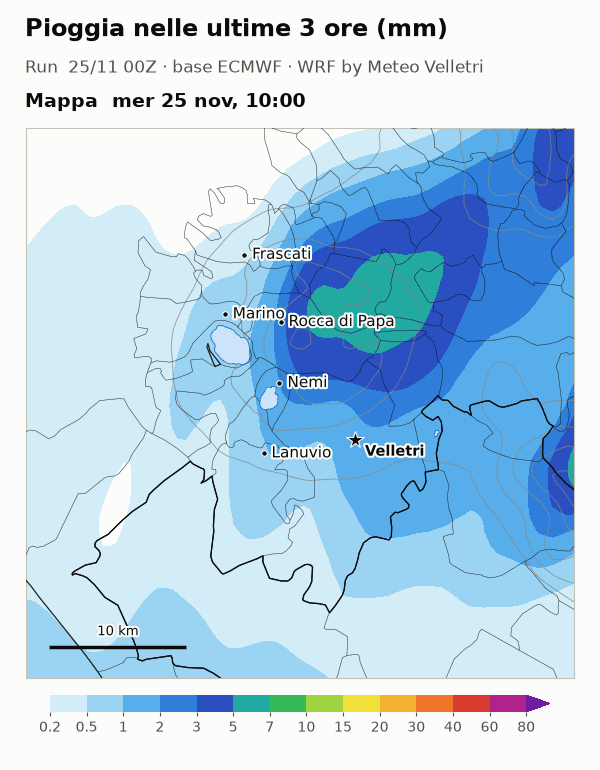 Pioggia nelle ultime 3 ore (mm)
Run  25/11 00Z · base ECMWF · WRF by Meteo Velletri
Mappa  mer 25 nov, 10:00
Frascati
Marino
Rocca di Papa
Nemi
Velletri
Lanuvio
10 km
0.2 0.5 1 2 3 5 7 10 15 20 30 40 60 80